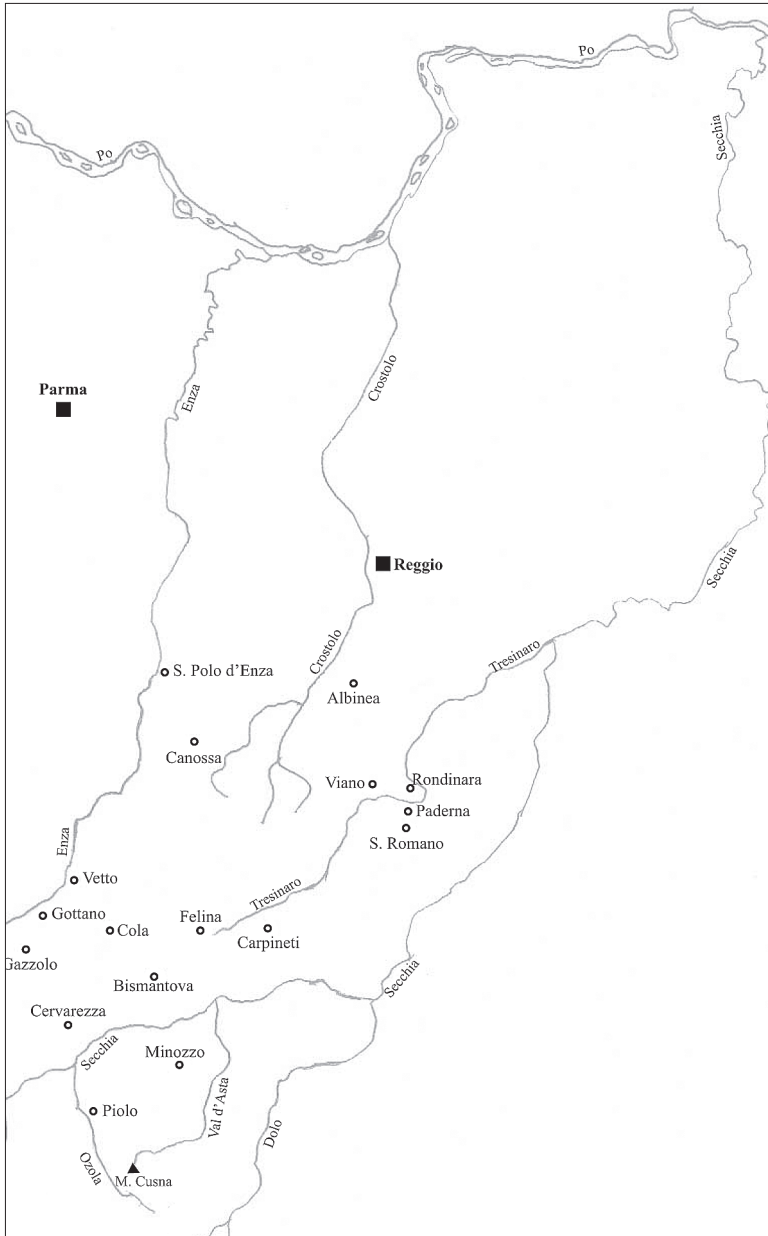 Po
Po
Secchia
Parma
Enza
Crostolo
Reggio
Secchia
Crostolo
Tresinaro
S. Polo d'Enza
Albinea
Canossa
Viano
Rondinara
Paderna
S. Romano
Enza
Vetto
Tresinaro
Gottano
Cola
Felina
Carpineti
Gazzolo
Bismantova
Secchia
Cervarezza
Secchia
Minozzo
Piolo
Val d'Asta
Dolo
Ozola
M. Cusna